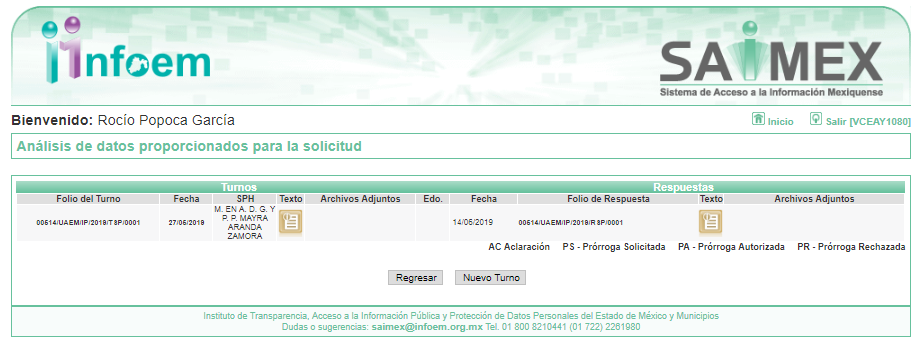 infoem
SAIMEX
Sistema de Acceso a la Información Mexiquense
Bienvenido: Rocío Popoca García
Inicio Salir [VCEAY1080]
Análisis de datos proporcionados para la solicitud
Turnos Respuestas
Folio del Turno Fecha SPH Texto Archivos Adjuntos Edo. Fecha Folio de Respuesta Texto Archivos Adjuntos
00614/UAEM/IP/2019/TSP/0001 27/05/2019 M. EN A. D. G. Y P. P. MAYRA ARANDA ZAMORA 14/06/2019 00614/UAEM/IP/2019/RSP/0001
AC Aclaración PS - Prórroga Solicitada PA - Prórroga Autorizada PR - Prórroga Rechazada
Regresar Nuevo Turno
Instituto de Transparencia, Acceso a la Información Pública y Protección de Datos Personales del Estado de México y Municipios
Dudas o sugerencias: saimex@infoem.org.mx Tel. 01 800 8210441 (01 722) 2261980